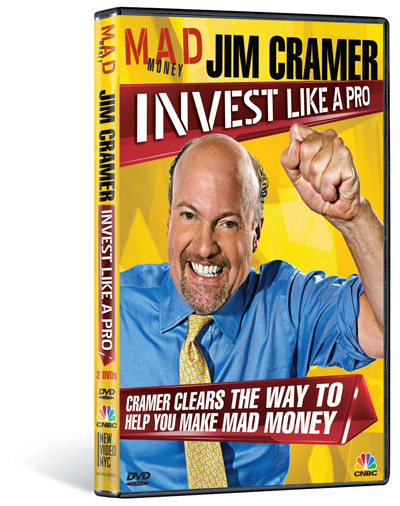 MAD
MONEY
JIM CRAMER
INVEST LIKE A PRO
CRAMER CLEARS THE WAY TO
HELP YOU MAKE MAD MONEY
DVD
VIDEO
CNBC
MAD
MONEY
JIM CRAMER
INVEST LIKE A PRO
2 DVDs
DVD
CNBC
NEW
VIDEO
NYC